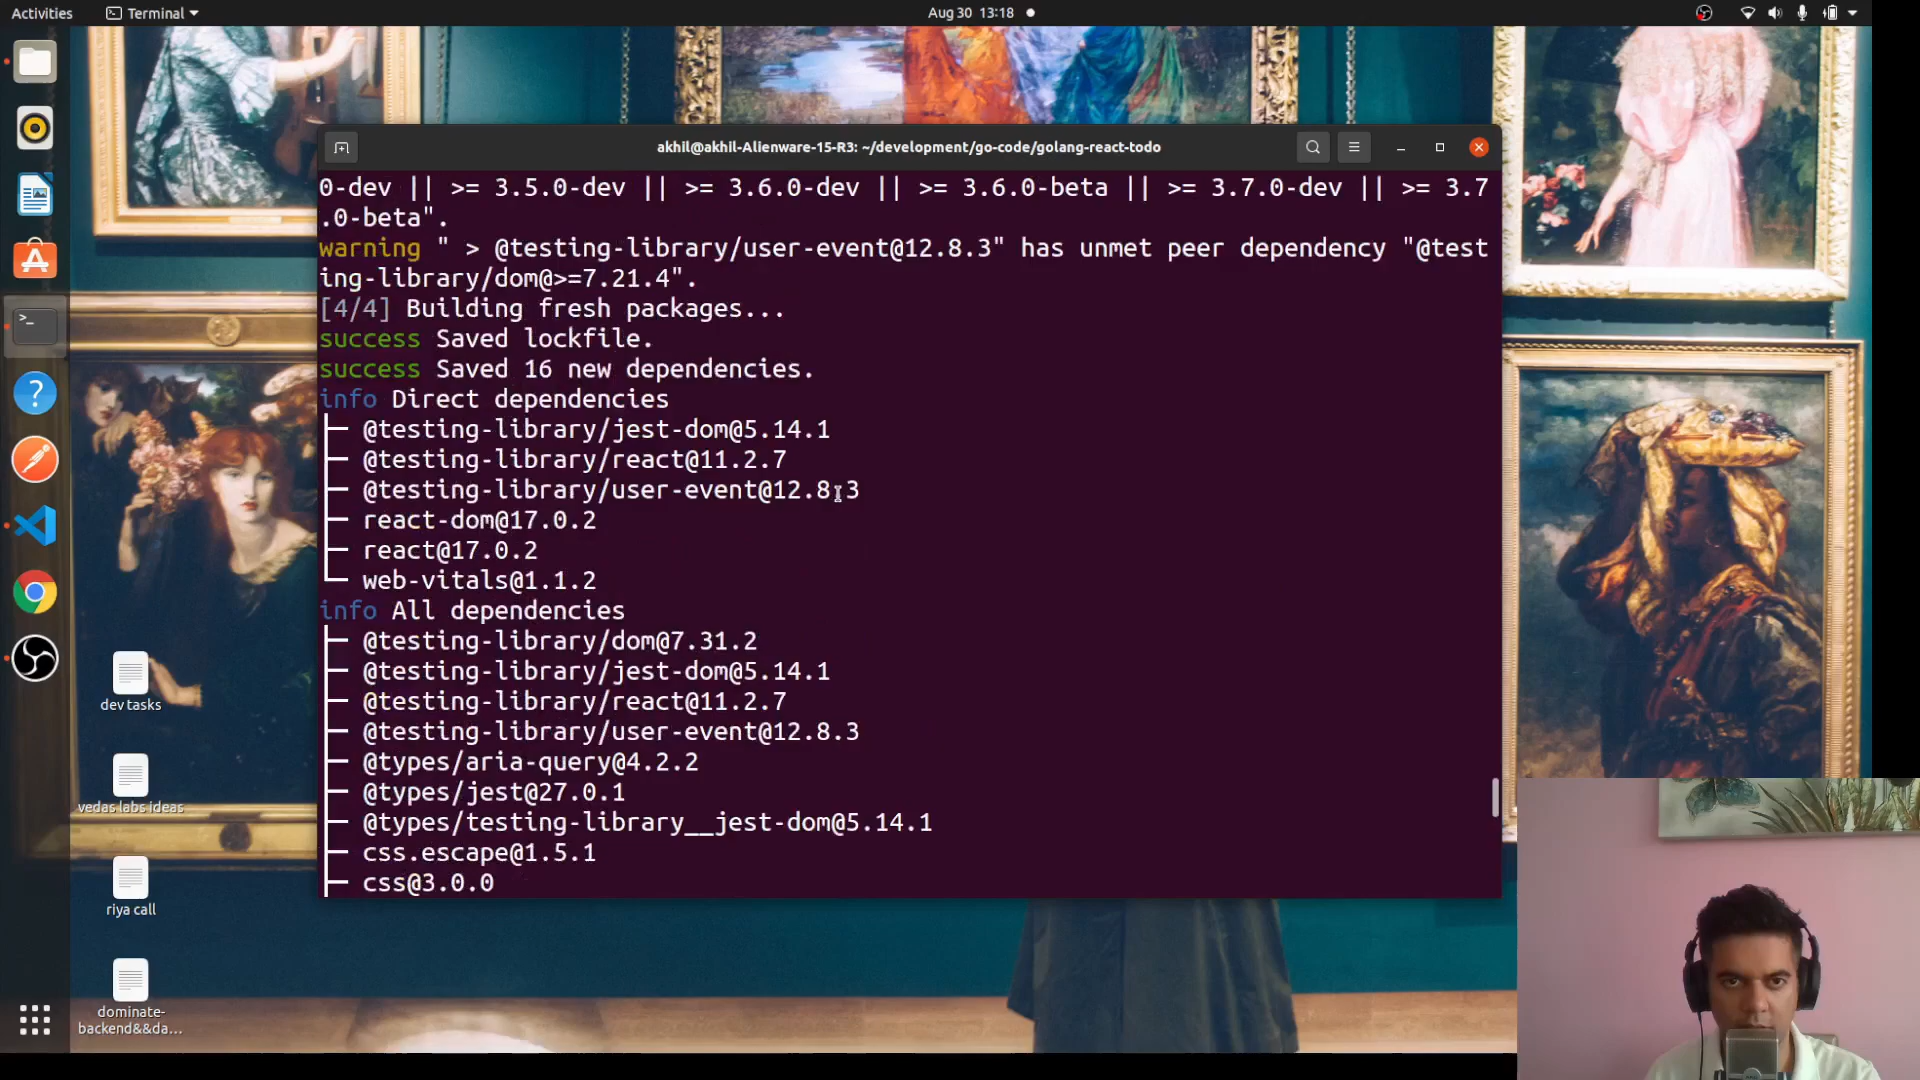 Activities
Terminal
Aug 30 13:18
akhil@akhil-Alienware-15-R3: ~/development/go-code/golang-react-todo
0-dev || >= 3.5.0-dev || >= 3.6.0-dev || >= 3.6.0-beta || >= 3.7.0-dev || >= 3.7
.0-beta".
warning " > @testing-library/user-event@12.8.3" has unmet peer dependency "@test
ing-library/dom@>=7.21.4".
[4/4] Building fresh packages...
success Saved lockfile.
success Saved 16 new dependencies.
info Direct dependencies
├─ @testing-library/jest-dom@5.14.1
├─ @testing-library/react@11.2.7
├─ @testing-library/user-event@12.8.3
├─ react-dom@17.0.2
├─ react@17.0.2
└─ web-vitals@1.1.2
info All dependencies
├─ @testing-library/dom@7.31.2
├─ @testing-library/jest-dom@5.14.1
├─ @testing-library/react@11.2.7
├─ @testing-library/user-event@12.8.3
├─ @types/aria-query@4.2.2
├─ @types/jest@27.0.1
├─ @types/testing-library__jest-dom@5.14.1
├─ css.escape@1.5.1
├─ css@3.0.0
dev tasks
vedas labs ideas
riya call
dominate-
backend&&da...